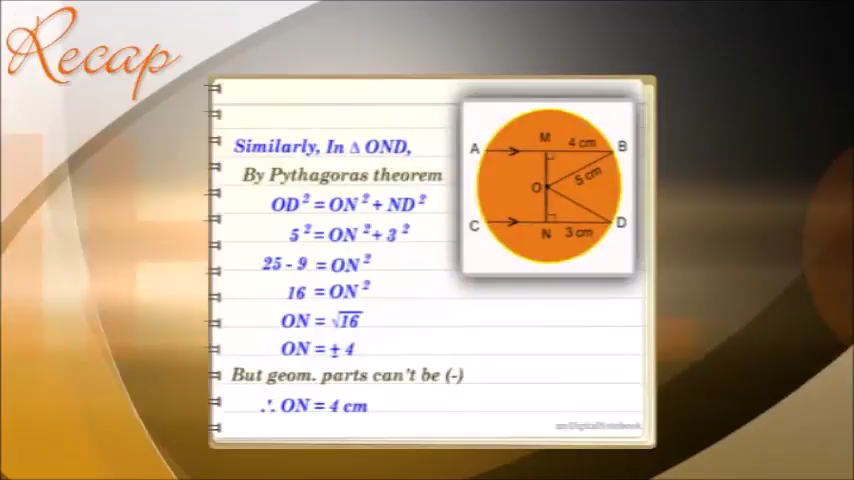 Recap
Similarly, In Δ OND,
By Pythagoras theorem
OD² = ON² + ND²
5² = ON² + 3²
25 - 9 = ON²
16 = ON²
ON = √16
ON = ± 4
But geom. parts can't be (-)
∴ ON = 4 cm
M
A
4 cm
B
O
5 cm
C
N
3 cm
D